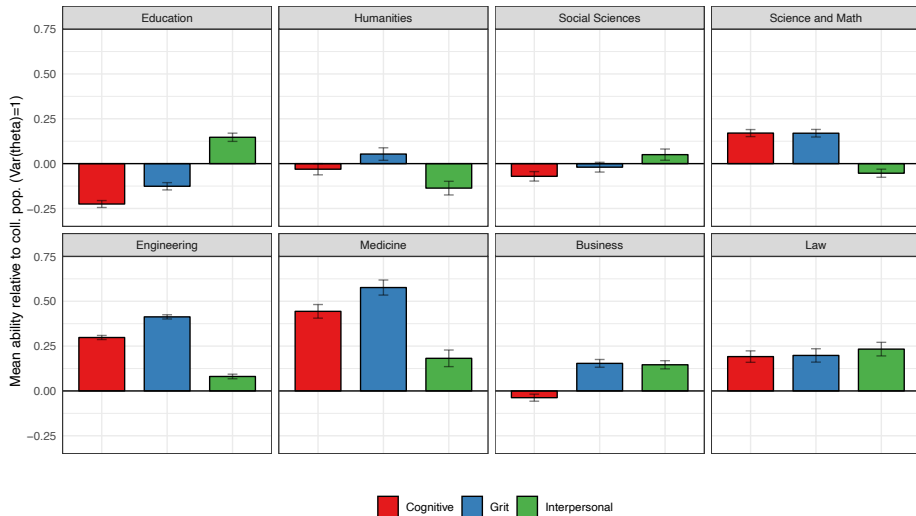 Education Humanities Social Sciences Science and Math
0.75
0.50
0.25
0.00
−0.25
Engineering Medicine Business Law
0.75
0.50
0.25
0.00
−0.25
Mean ability relative to coll. pop. (Var(theta)=1)
Cognitive Grit Interpersonal